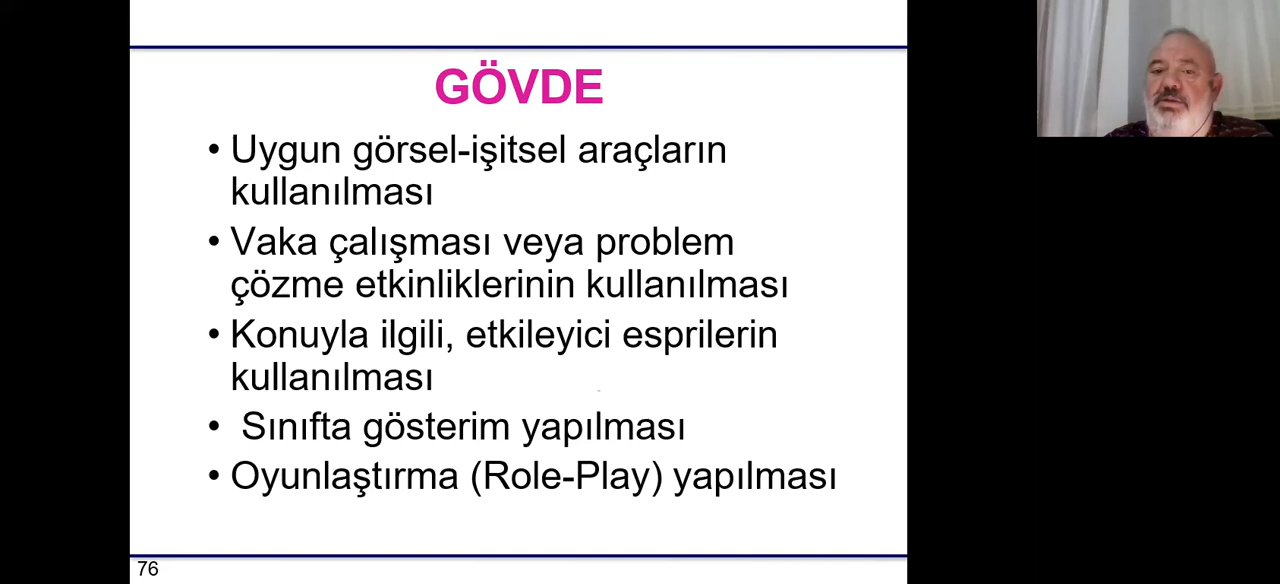 GÖVDE
• Uygun görsel-işitsel araçların
kullanılması
• Vaka çalışması veya problem
çözme etkinliklerinin kullanılması
• Konuyla ilgili, etkileyici esprilerin
kullanılması
• Sınıfta gösterim yapılması
• Oyunlaştırma (Role-Play) yapılması
76